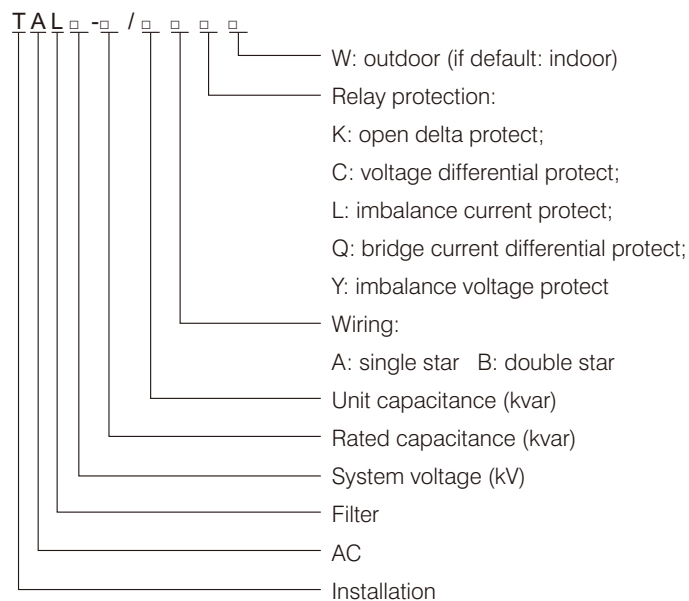 TAL□-□/□□□□
W: outdoor (if default: indoor)
Relay protection:
K: open delta protect;
C: voltage differential protect;
L: imbalance current protect;
Q: bridge current differential protect;
Y: imbalance voltage protect
Wiring:
A: single star B: double star
Unit capacitance (kvar)
Rated capacitance (kvar)
System voltage (kV)
Filter
AC
Installation